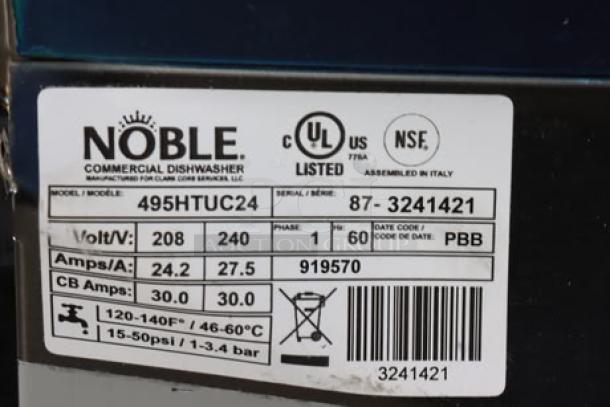 NOBLE.
COMMERCIAL DISHWASHER
MANUFACTURED FOR CLARK CORE SERVICES, LLC
C UL US
LISTED 778A
NSF.
ASSEMBLED IN ITALY
MODEL / MODÈLE: 495HTUC24 SERIAL / SÉRIE: 87- 3241421
Volt/V: 208 240 PHASE: 1 Hz: 60 DATE CODE / CODE DE DATE: PBB
Amps/A: 24.2 27.5 919570
CB Amps: 30.0 30.0
120-140F° / 46-60°C
15-50psi / 1-3.4 bar
3241421